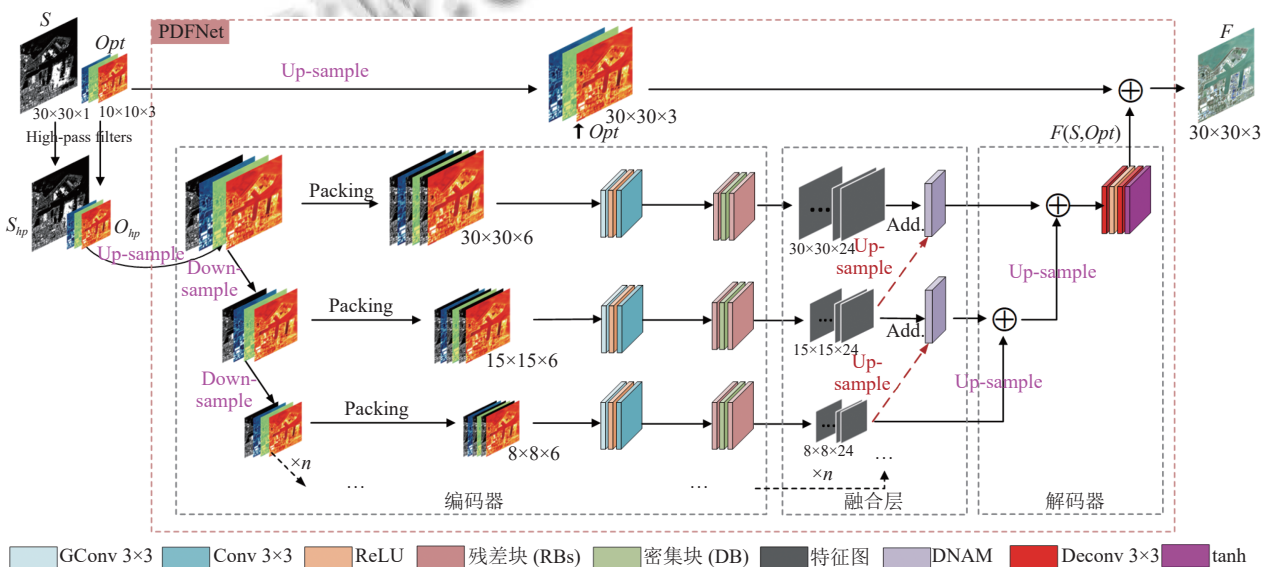 S
Opt
PDFNet
F
Up-sample
30×30×1
10×10×3
30×30×3
30×30×3
High-pass filters
Opt
F(S,Opt)
S_hp
O_hp
Up-sample
Packing
30×30×6
30×30×24
Add.
Down-
sample
Up-
sample
Up-sample
Packing
15×15×6
15×15×24
Add.
Down-
sample
Up-
sample
Up-sample
Packing
8×8×6
8×8×24
×n
…
…
×n
…
编码器
融合层
解码器
GConv 3×3
Conv 3×3
ReLU
残差块 (RBs)
密集块 (DB)
特征图
DNAM
Deconv 3×3
tanh